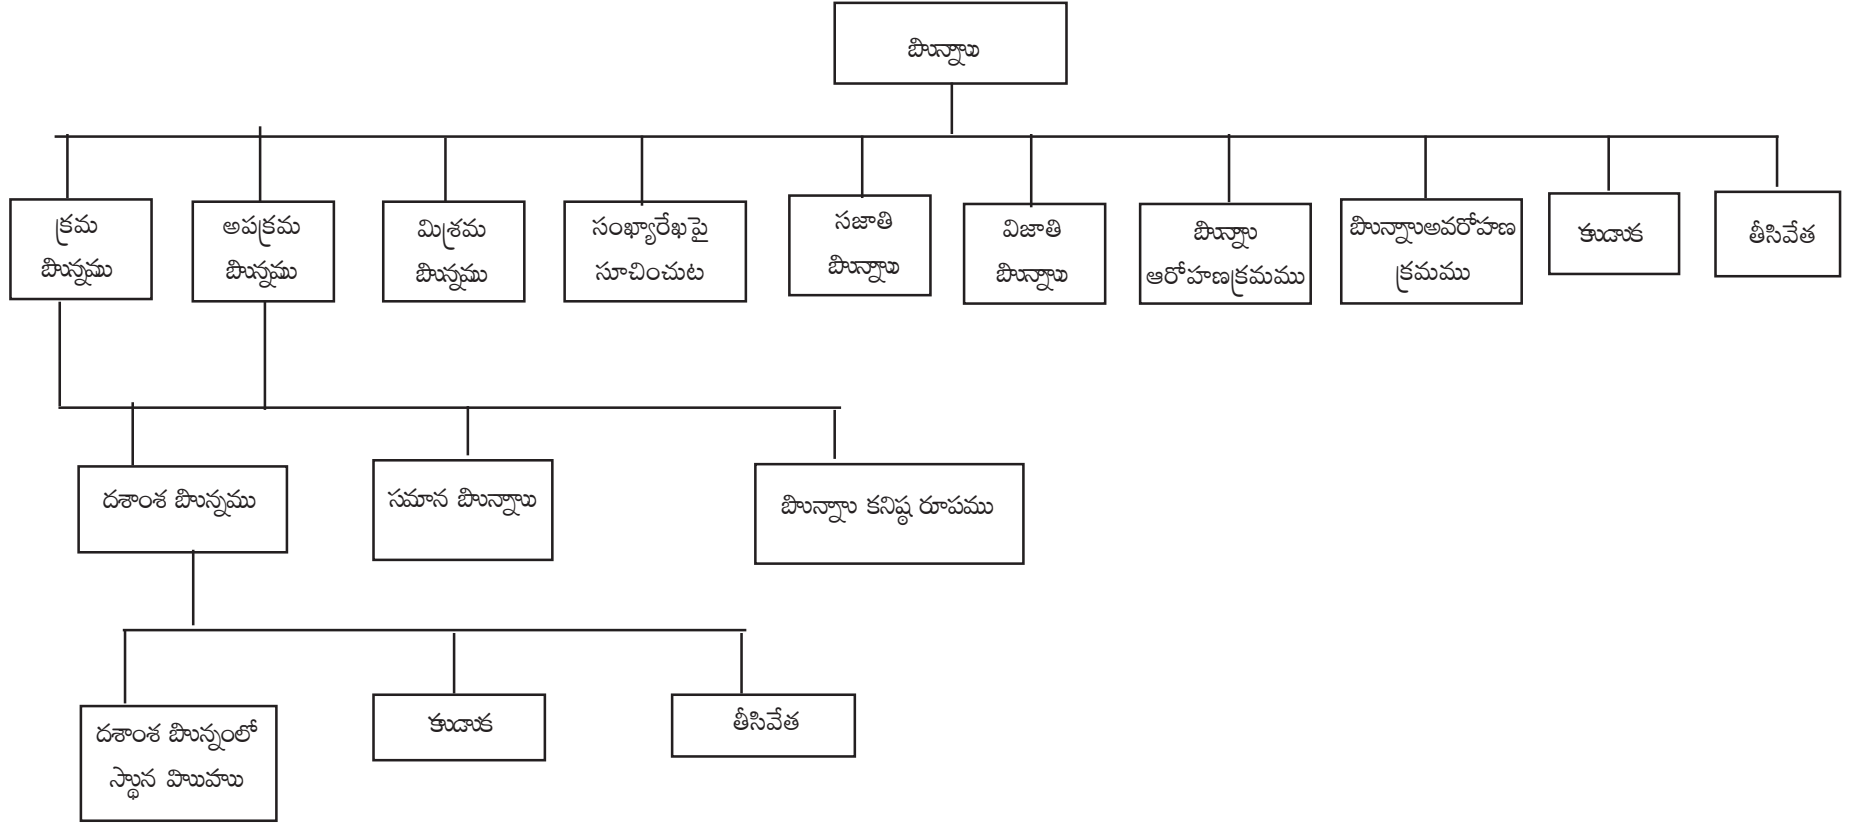 భిన్నాలు
క్రమ
భిన్నము
అపక్రమ
భిన్నము
మిశ్రమ
భిన్నము
సంఖ్యారేఖపై
సూచించుట
సజాతి
భిన్నాలు
విజాతి
భిన్నాలు
భిన్నాలు
ఆరోహణక్రమము
భిన్నాలుఅవరోహణ
క్రమము
కూడిక
తీసివేత
దశాంశ భిన్నము
సమాన భిన్నాలు
భిన్నాలు కనిష్ఠ రూపము
దశాంశ భిన్నంలో
స్థాన
కూడిక
తీసివేత